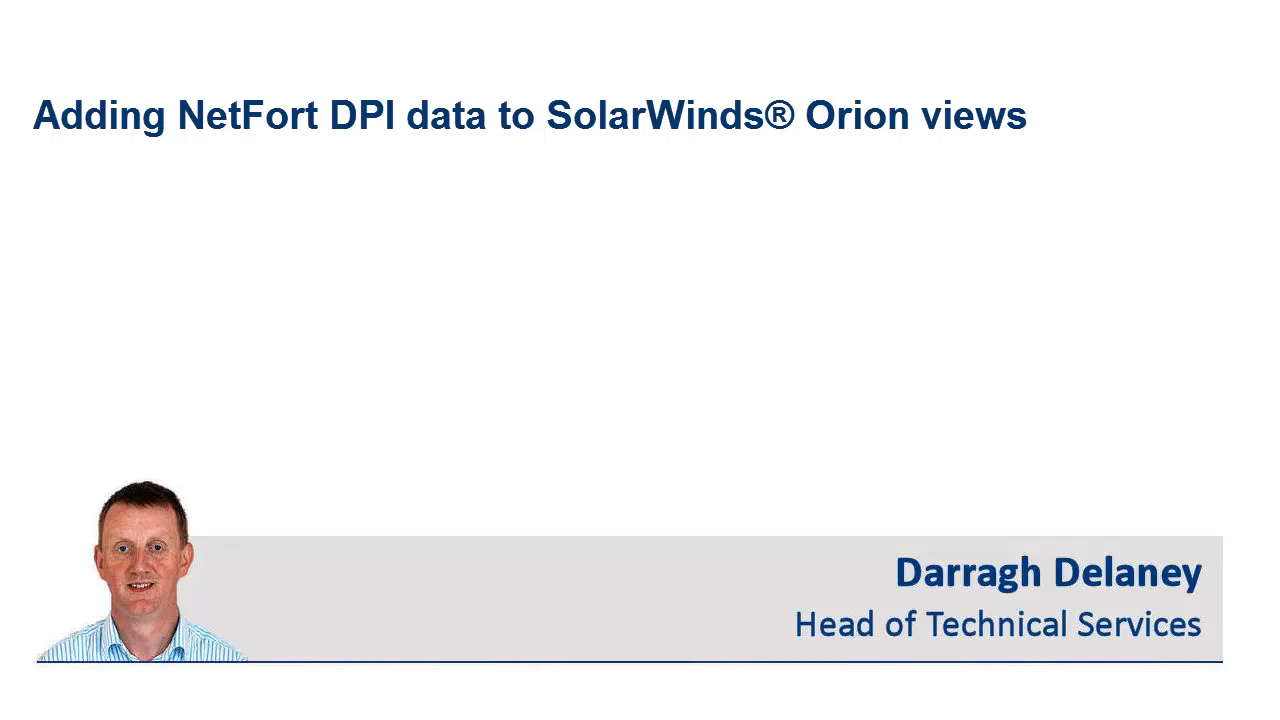 Adding NetFort DPI data to SolarWinds® Orion views
Darragh Delaney
Head of Technical Services